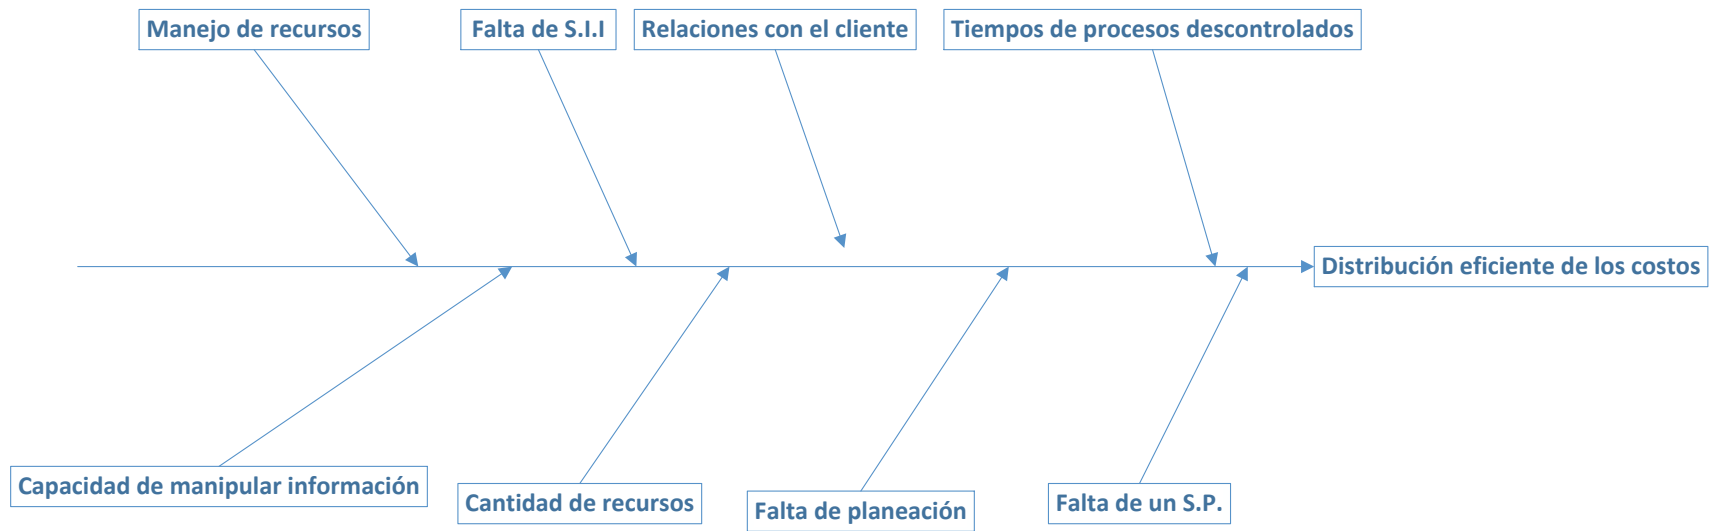 Manejo de recursos
Falta de S.I.I
Relaciones con el cliente
Tiempos de procesos descontrolados
Distribución eficiente de los costos
Capacidad de manipular información
Cantidad de recursos
Falta de planeación
Falta de un S.P.